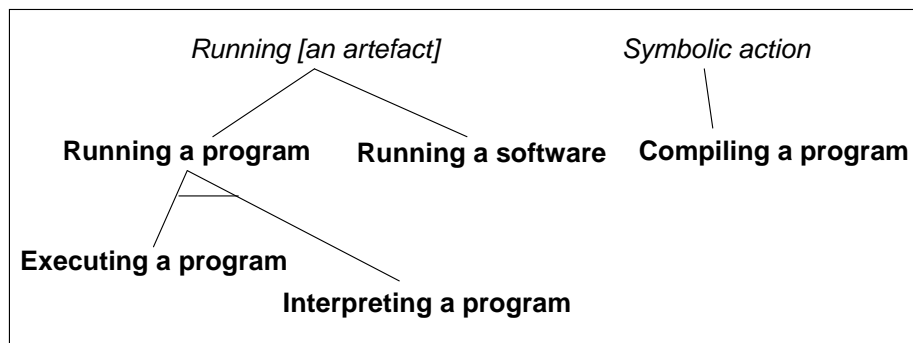 Running [an artefact]
Symbolic action
Running a program
Running a software
Compiling a program
Executing a program
Interpreting a program